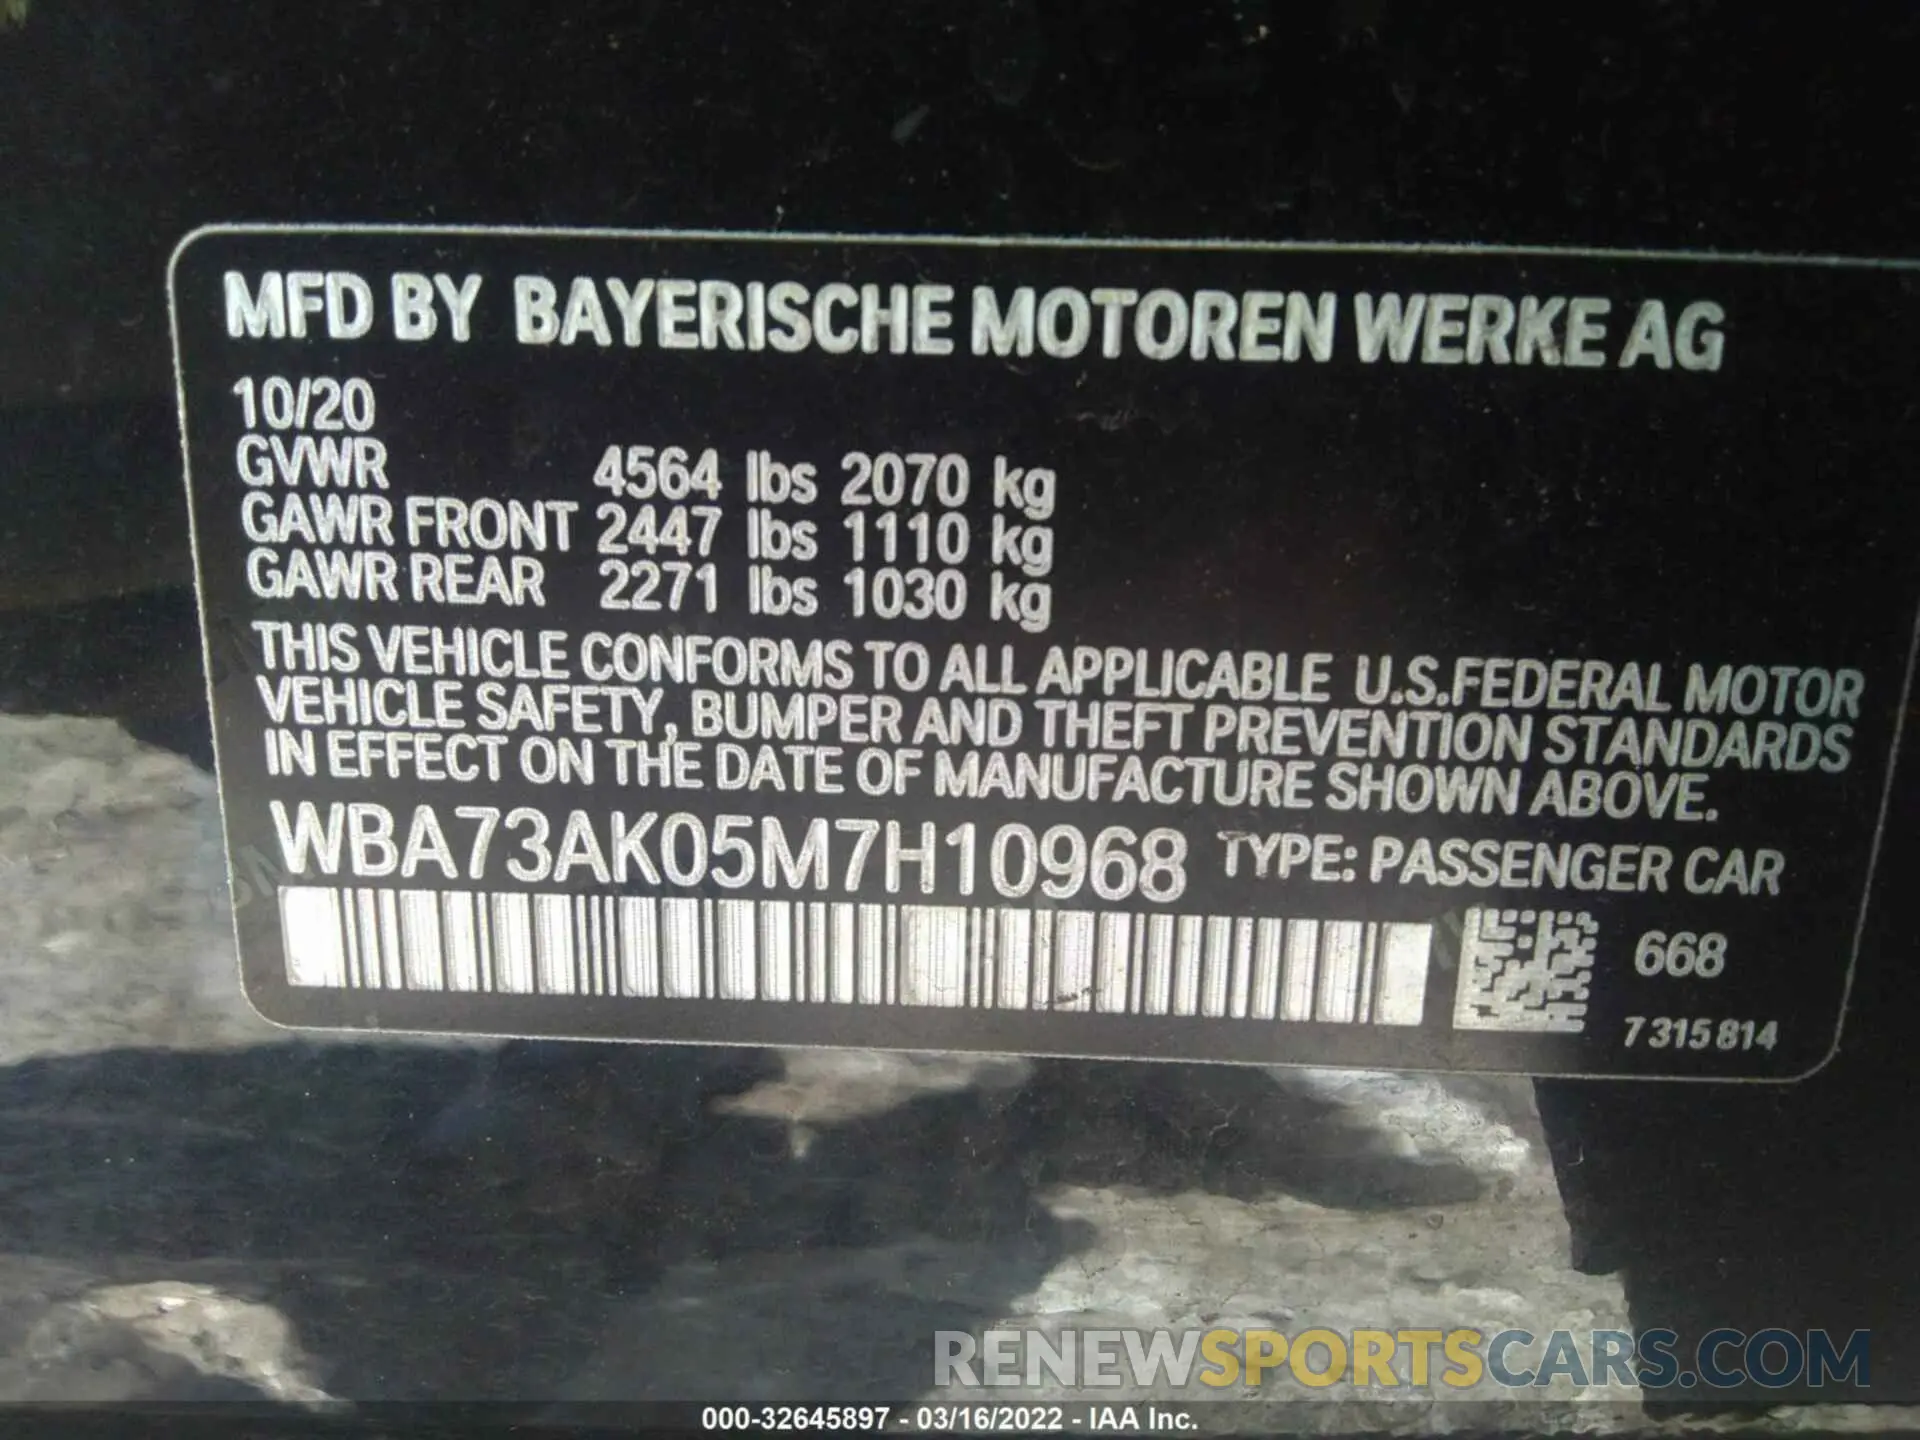 MFD BY BAYERISCHE MOTOREN WERKE AG
10/20
GVWR 4564 lbs 2070 kg
GAWR FRONT 2447 lbs 1110 kg
GAWR REAR 2271 lbs 1030 kg
THIS VEHICLE CONFORMS TO ALL APPLICABLE U.S.FEDERAL MOTOR
VEHICLE SAFETY, BUMPER AND THEFT PREVENTION STANDARDS
IN EFFECT ON THE DATE OF MANUFACTURE SHOWN ABOVE.
WBA73AK05M7H10968 TYPE: PASSENGER CAR
668
7 315 814
RENEWSPORTSCARS.COM
000-32645897 - 03/16/2022 - IAA Inc.